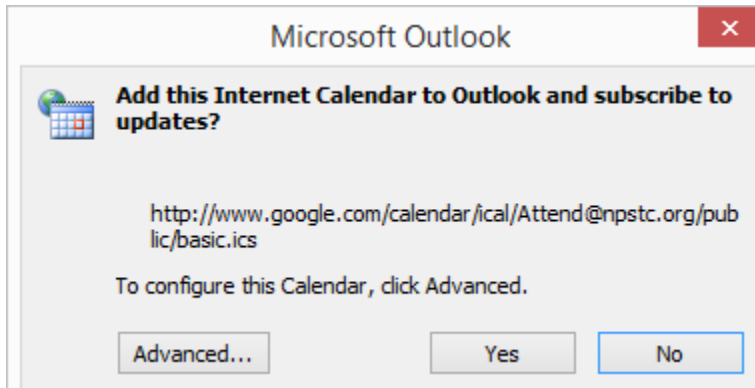 Microsoft Outlook
Add this Internet Calendar to Outlook and subscribe to
updates?
http://www.google.com/calendar/ical/Attend@npstc.org/pub
lic/basic.ics
To configure this Calendar, click Advanced.
Advanced... Yes No